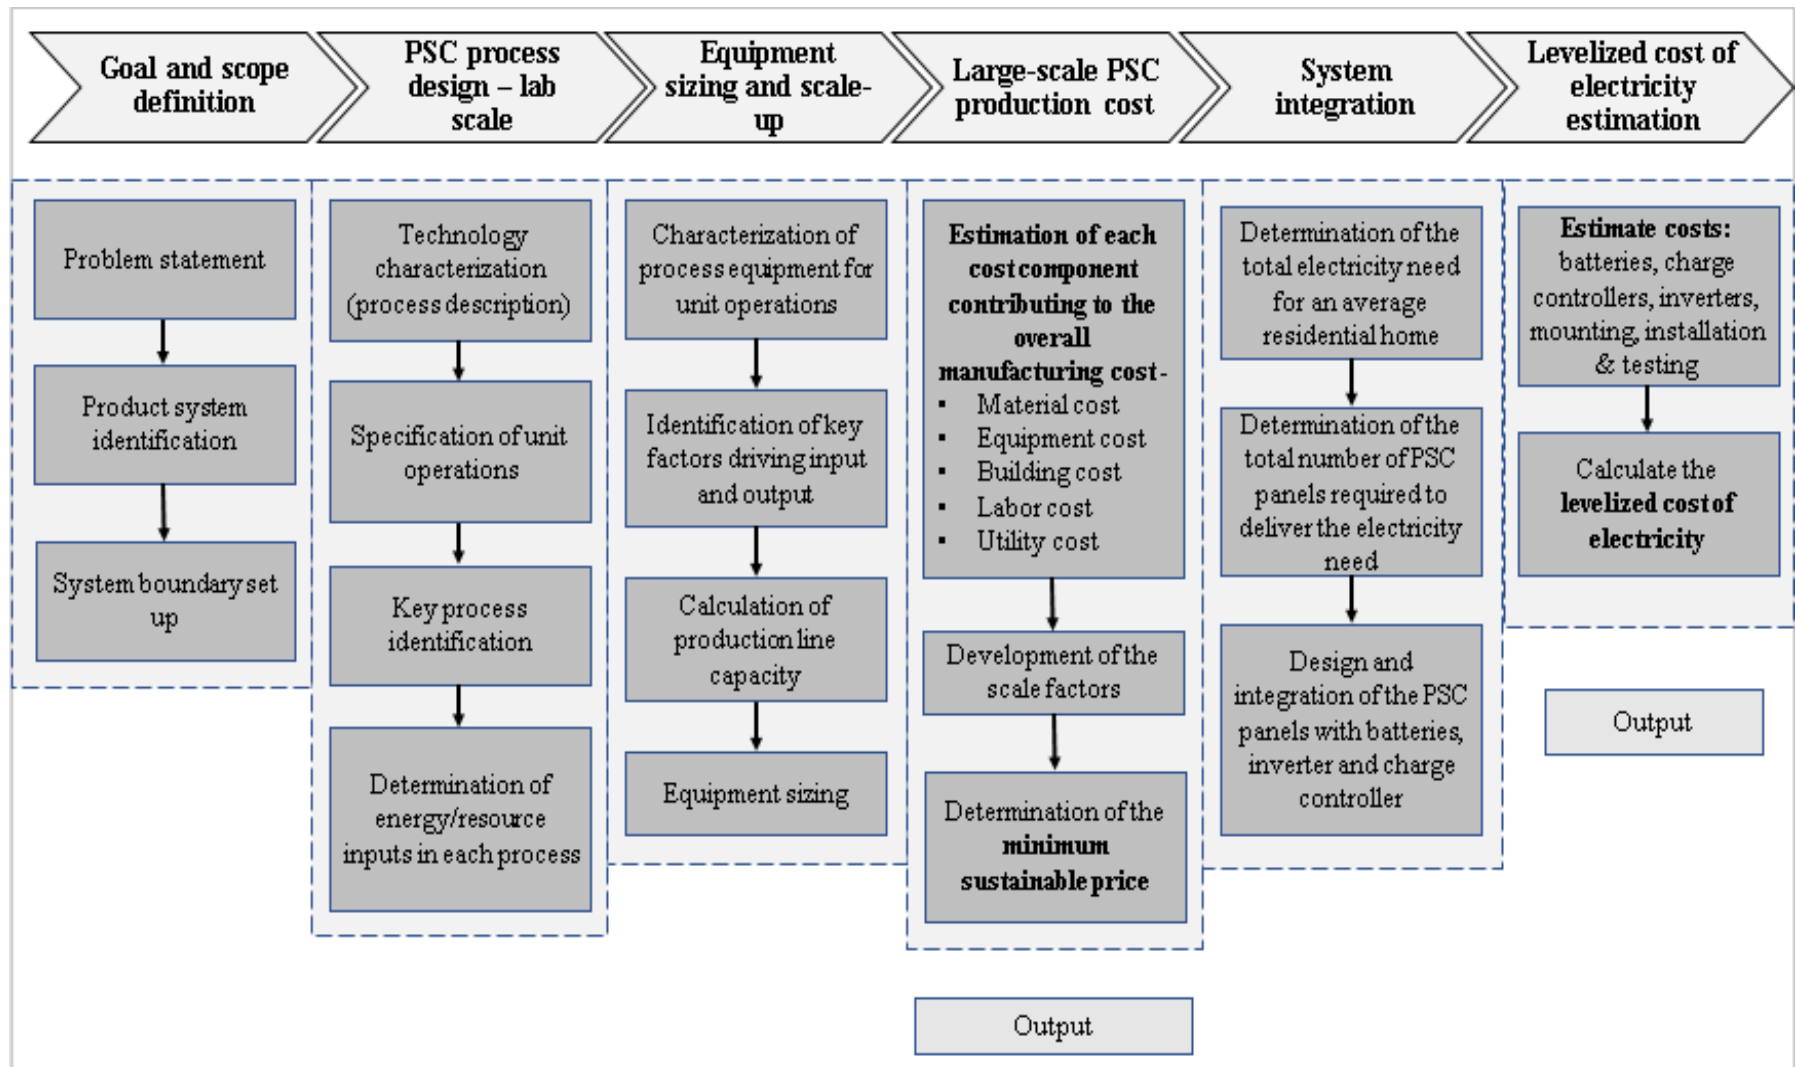 Goal and scope
definition
PSC process
design – lab
scale
Equipment
sizing and scale-
up
Large-scale PSC
production cost
System
integration
Levelized cost of
electricity
estimation
Problem statement
Product system
identification
System boundary set
up
Technology
characterization
(process description)
Specification of unit
operations
Key process
identification
Determination of
energy/resource
inputs in each process
Characterization of
process equipment for
unit operations
Identification of key
factors driving input
and output
Calculation of
production line
capacity
Equipment sizing
Estimation of each
cost component
contributing to the
overall
manufacturing cost-
▪ Material cost
▪ Equipment cost
▪ Building cost
▪ Labor cost
▪ Utility cost
Development of the
scale factors
Determination of the
minimum
sustainable price
Output
Determination of the
total electricity need
for an average
residential home
Determination of the
total number of PSC
panels required to
deliver the electricity
need
Design and
integration of the PSC
panels with batteries,
inverter and charge
controller
Estimate costs:
batteries, charge
controllers, inverters,
mounting, installation
& testing
Calculate the
levelized cost of
electricity
Output